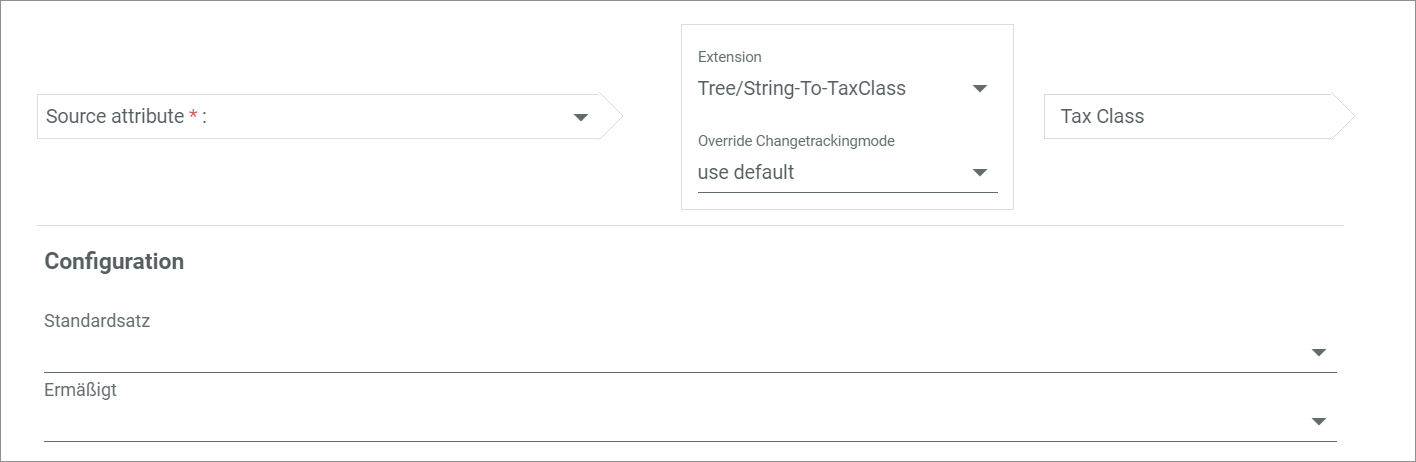 Source attribute * :
Extension
Tree/String-To-TaxClass
Override Changetrackingmode
use default
Tax Class
Configuration
Standardsatz
Ermäßigt